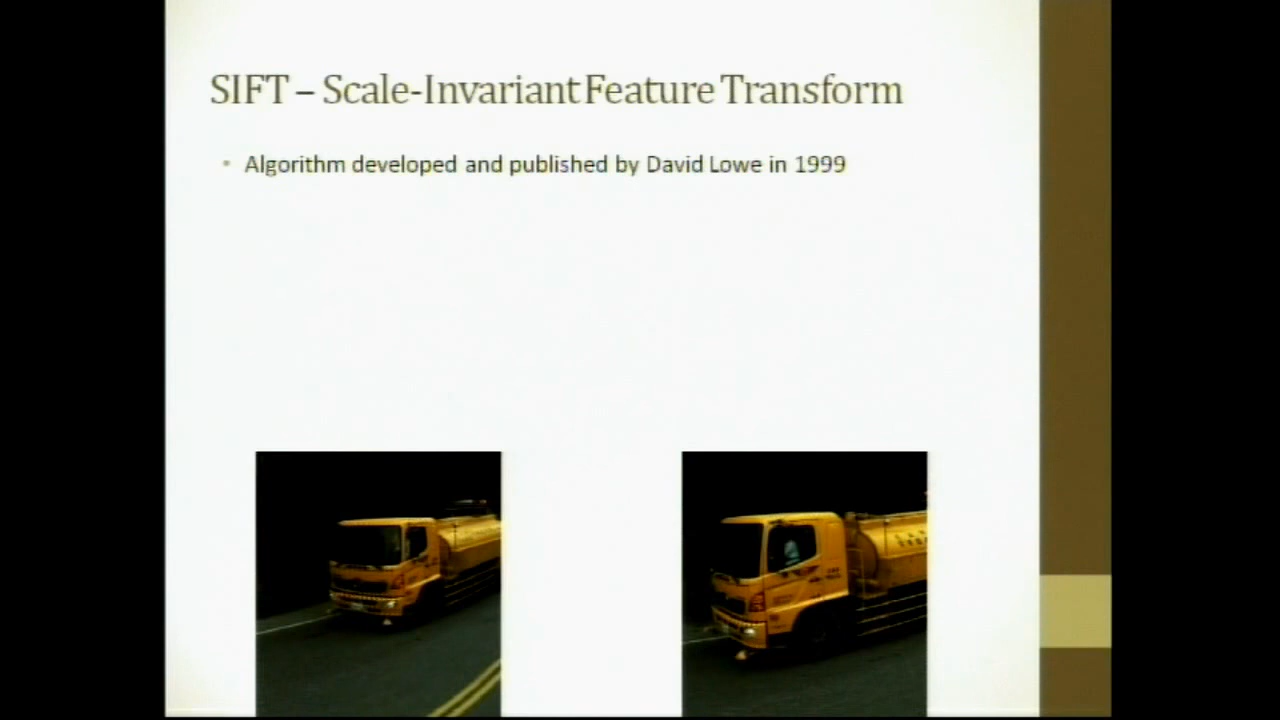 SIFT – Scale-Invariant Feature Transform
• Algorithm developed and published by David Lowe in 1999